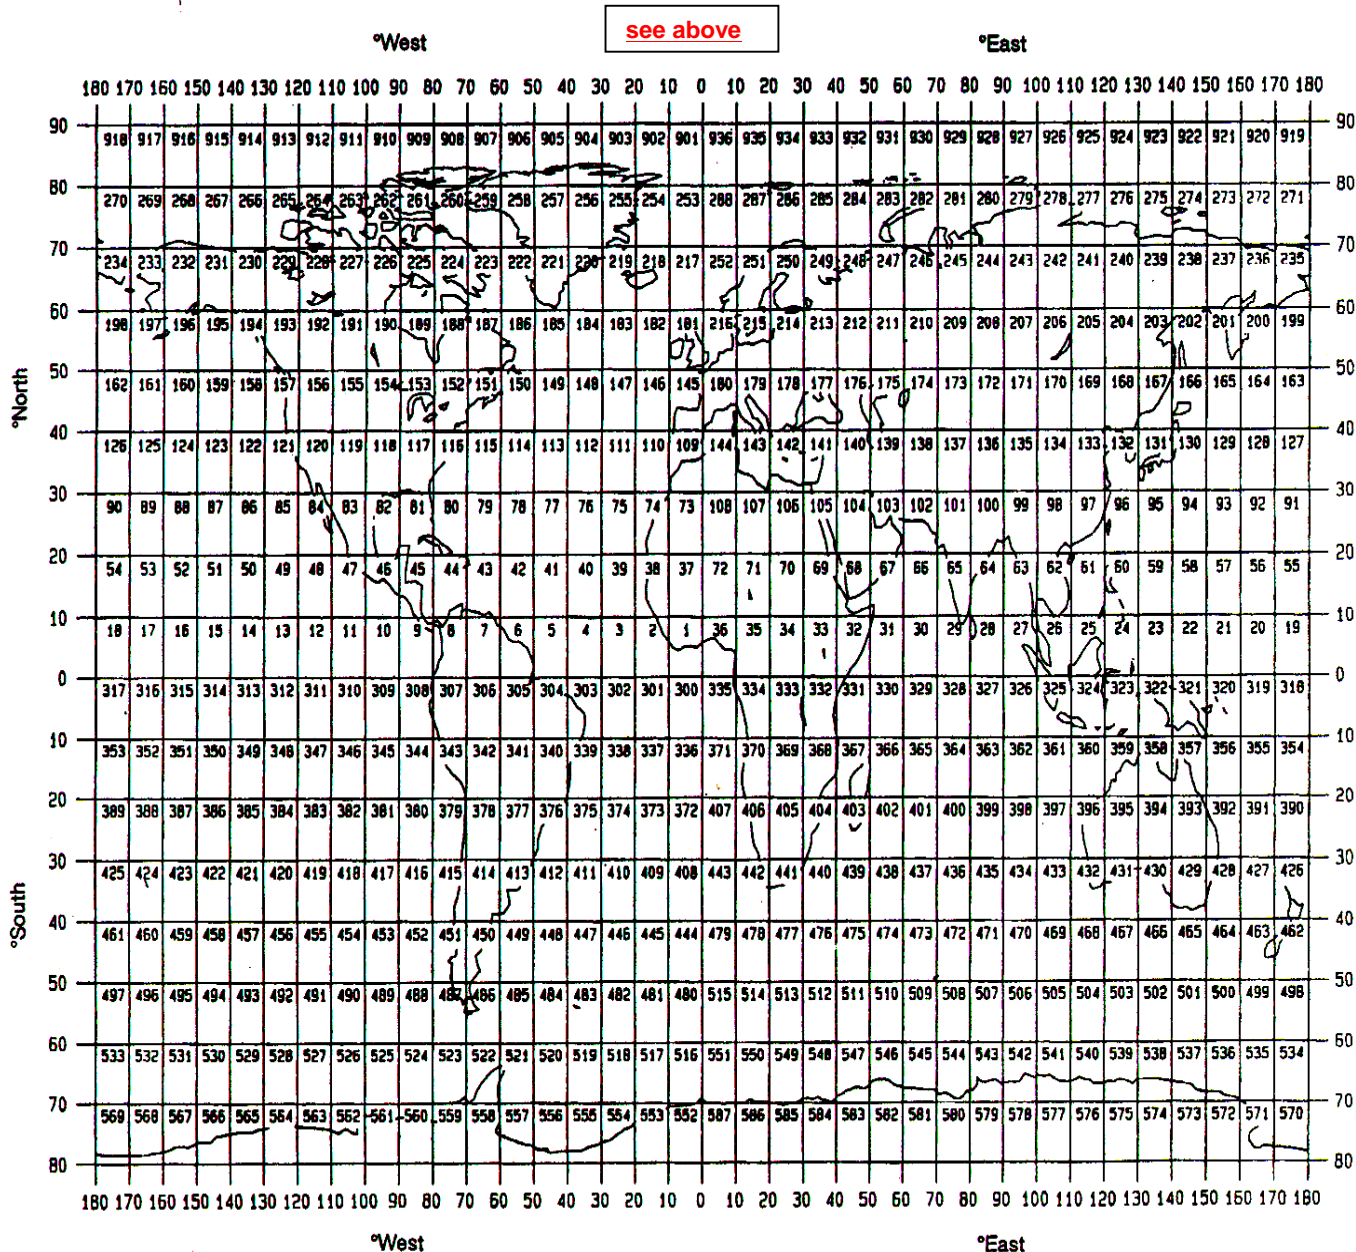 see above
°West °East
180 170 160 150 140 130 120 110 100 90 80 70 60 50 40 30 20 10 0 10 20 30 40 50 60 70 80 90 100 110 120 130 140 150 160 170 180
90 918 917 916 915 914 913 912 911 910 909 908 907 906 905 904 903 902 901 936 935 934 933 932 931 930 929 928 927 926 925 924 923 922 921 920 919 90
80 270 269 268 267 266 265 264 263 262 261 260 259 258 257 256 255 254 253 288 287 286 285 284 283 282 281 280 279 278 277 276 275 274 273 272 271 80
70 234 233 232 231 230 229 228 227 226 225 224 223 222 221 220 219 218 217 252 251 250 249 248 247 246 245 244 243 242 241 240 239 238 237 236 235 70
60 198 197 196 195 194 193 192 191 190 189 188 187 186 185 184 183 182 181 216 215 214 213 212 211 210 209 208 207 206 205 204 203 202 201 200 199 60
50 162 161 160 159 158 157 156 155 154 153 152 151 150 149 148 147 146 145 180 179 178 177 176 175 174 173 172 171 170 169 168 167 166 165 164 163 50
°North
40 126 125 124 123 122 121 120 119 118 117 116 115 114 113 112 111 110 109 144 143 142 141 140 139 138 137 136 135 134 133 132 131 130 129 128 127 40
30 90 89 88 87 86 85 84 83 82 81 80 79 78 77 76 75 74 73 108 107 106 105 104 103 102 101 100 99 98 97 96 95 94 93 92 91 30
20 54 53 52 51 50 49 48 47 46 45 44 43 42 41 40 39 38 37 72 71 70 69 68 67 66 65 64 63 62 61 60 59 58 57 56 55 20
10 18 17 16 15 14 13 12 11 10 9 8 7 6 5 4 3 2 1 36 35 34 33 32 31 30 29 28 27 26 25 24 23 22 21 20 19 10
0 317 316 315 314 313 312 311 310 309 308 307 306 305 304 303 302 301 300 335 334 333 332 331 330 329 328 327 326 325 324 323 322 321 320 319 318 0
10 353 352 351 350 349 348 347 346 345 344 343 342 341 340 339 338 337 336 371 370 369 368 367 366 365 364 363 362 361 360 359 358 357 356 355 354 10
20 389 388 387 386 385 384 383 382 381 380 379 378 377 376 375 374 373 372 407 406 405 404 403 402 401 400 399 398 397 396 395 394 393 392 391 390 20
30 425 424 423 422 421 420 419 418 417 416 415 414 413 412 411 410 409 408 443 442 441 440 439 438 437 436 435 434 433 432 431 430 429 428 427 426 30
°South
40 461 460 459 458 457 456 455 454 453 452 451 450 449 448 447 446 445 444 479 478 477 476 475 474 473 472 471 470 469 468 467 466 465 464 463 462 40
50 497 496 495 494 493 492 491 490 489 488 487 486 485 484 483 482 481 480 515 514 513 512 511 510 509 508 507 506 505 504 503 502 501 500 499 498 50
60 533 532 531 530 529 528 527 526 525 524 523 522 521 520 519 518 517 516 551 550 549 548 547 546 545 544 543 542 541 540 539 538 537 536 535 534 60
70 569 568 567 566 565 564 563 562 561 560 559 558 557 556 555 554 553 552 587 586 585 584 583 582 581 580 579 578 577 576 575 574 573 572 571 570 70
80 80
180 170 160 150 140 130 120 110 100 90 80 70 60 50 40 30 20 10 0 10 20 30 40 50 60 70 80 90 100 110 120 130 140 150 160 170 180
°West °East